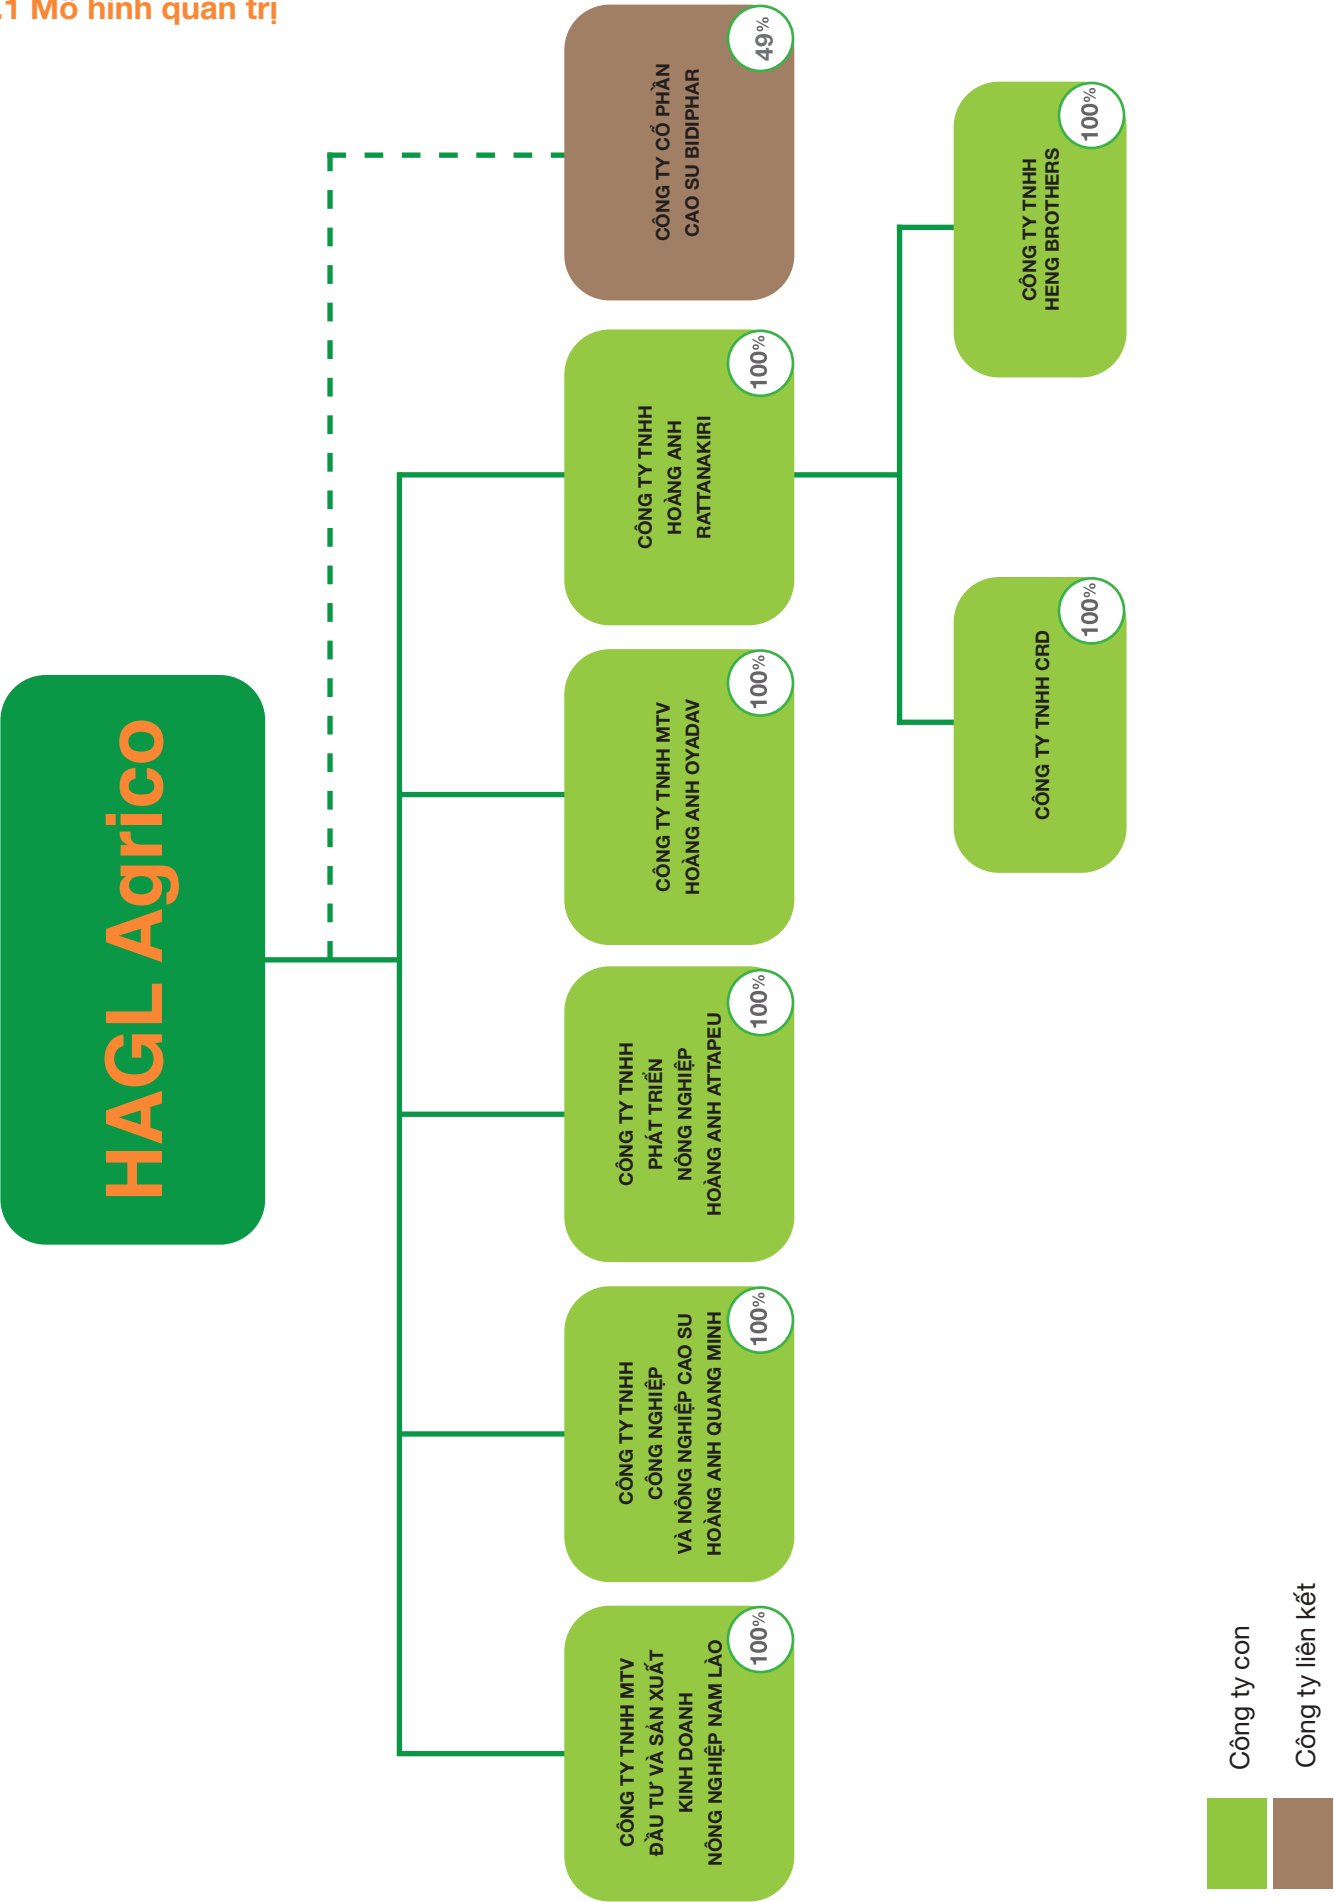 .1 Mô hình quản trị
HAGL Agrico
CÔNG TY TNHH MTV
ĐẦU TƯ VÀ SẢN XUẤT
KINH DOANH
NÔNG NGHIỆP NAM LÀO
100%
CÔNG TY TNHH
CÔNG NGHIỆP
VÀ NÔNG NGHIỆP CAO SU
HOÀNG ANH QUANG MINH
100%
CÔNG TY TNHH
PHÁT TRIỂN
NÔNG NGHIỆP
HOÀNG ANH ATTAPEU
100%
CÔNG TY TNHH MTV
HOÀNG ANH OYADAV
100%
CÔNG TY TNHH
HOÀNG ANH
RATTANAKIRI
100%
CÔNG TY CỔ PHẦN
CAO SU BIDIPHAR
49%
CÔNG TY TNHH CRD
100%
CÔNG TY TNHH
HENG BROTHERS
100%
Công ty con
Công ty liên kết